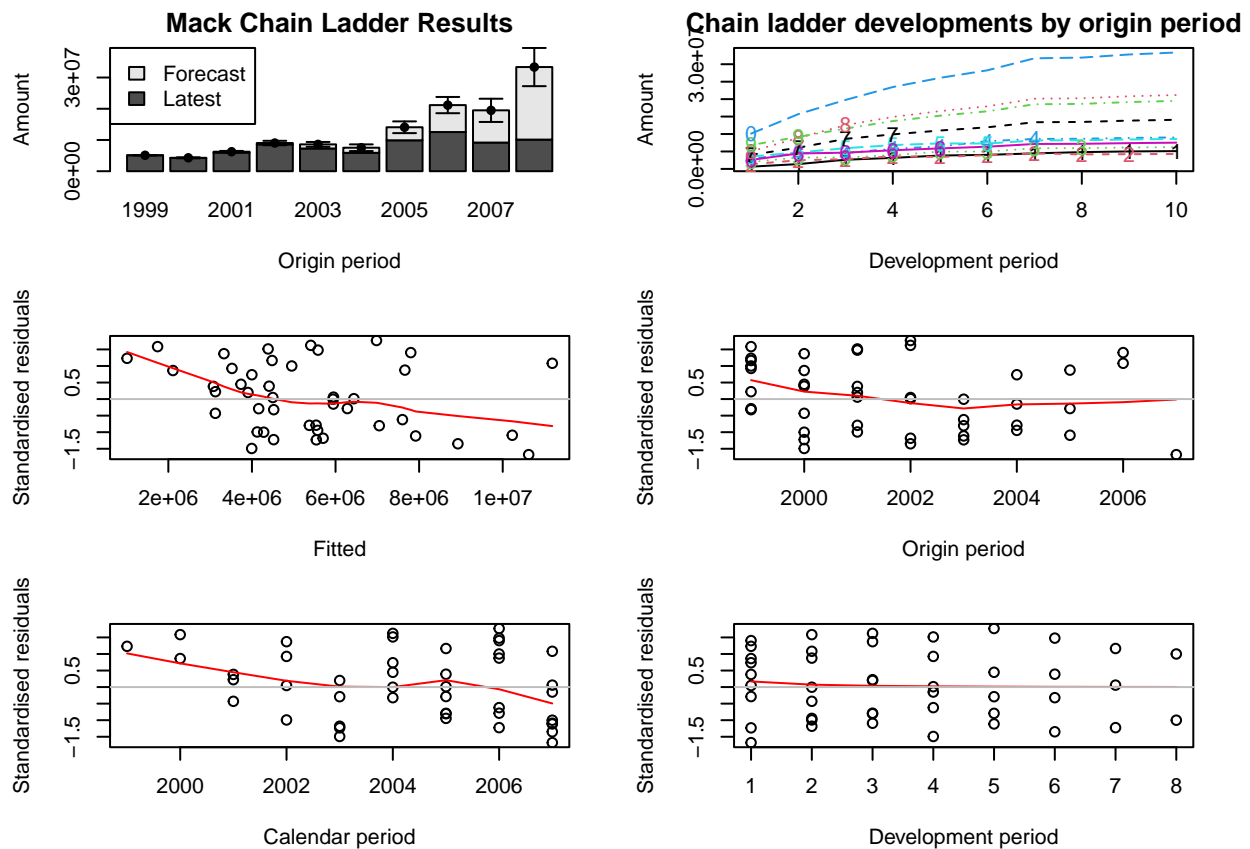 Mack Chain Ladder Results
Amount
0e+00 3e+07
Forecast
Latest
1999 2001 2003 2005 2007
Origin period
Chain ladder developments by origin period
Amount
0.0e+00 3.0e+07
2 4 6 8 10
Development period
Standardised residuals
-1.5 0.5
2e+06 4e+06 6e+06 8e+06 1e+07
Fitted
Standardised residuals
-1.5 0.5
2000 2002 2004 2006
Origin period
Standardised residuals
-1.5 0.5
2000 2002 2004 2006
Calendar period
Standardised residuals
-1.5 0.5
1 2 3 4 5 6 7 8
Development period